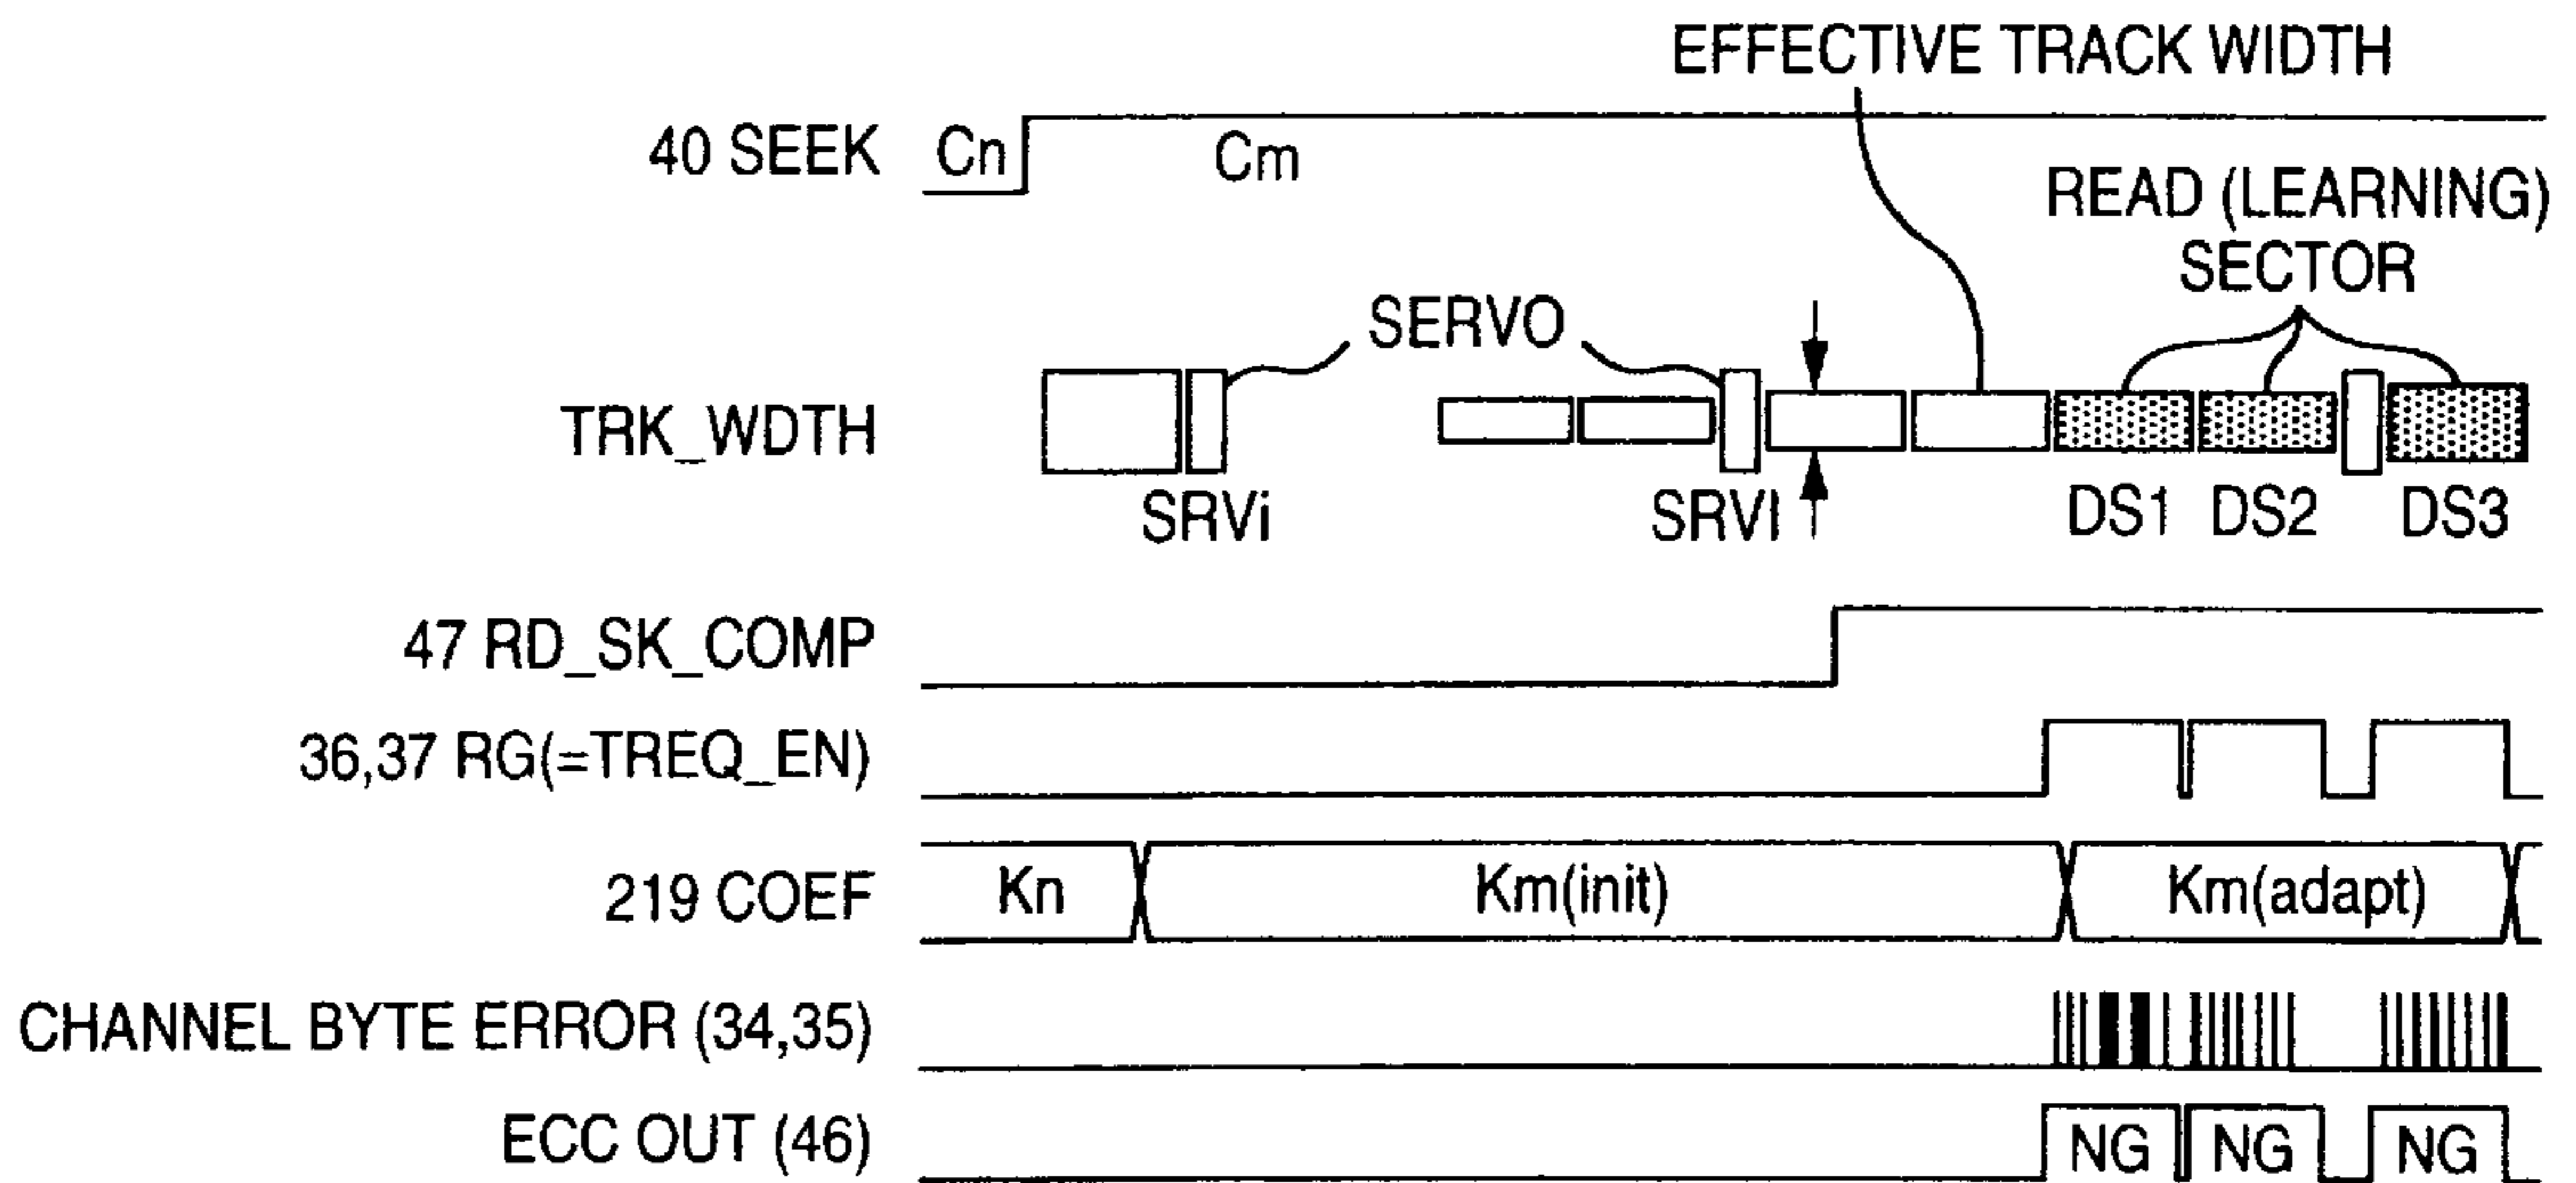 EFFECTIVE TRACK WIDTH
40 SEEK Cn Cm
READ (LEARNING)
SECTOR
SERVO
TRK_WDTH
SRVi SRVl DS1 DS2 DS3
47 RD_SK_COMP
36,37 RG(=TREQ_EN)
219 COEF Kn Km(init) Km(adapt)
CHANNEL BYTE ERROR (34,35)
ECC OUT (46) NG NG NG